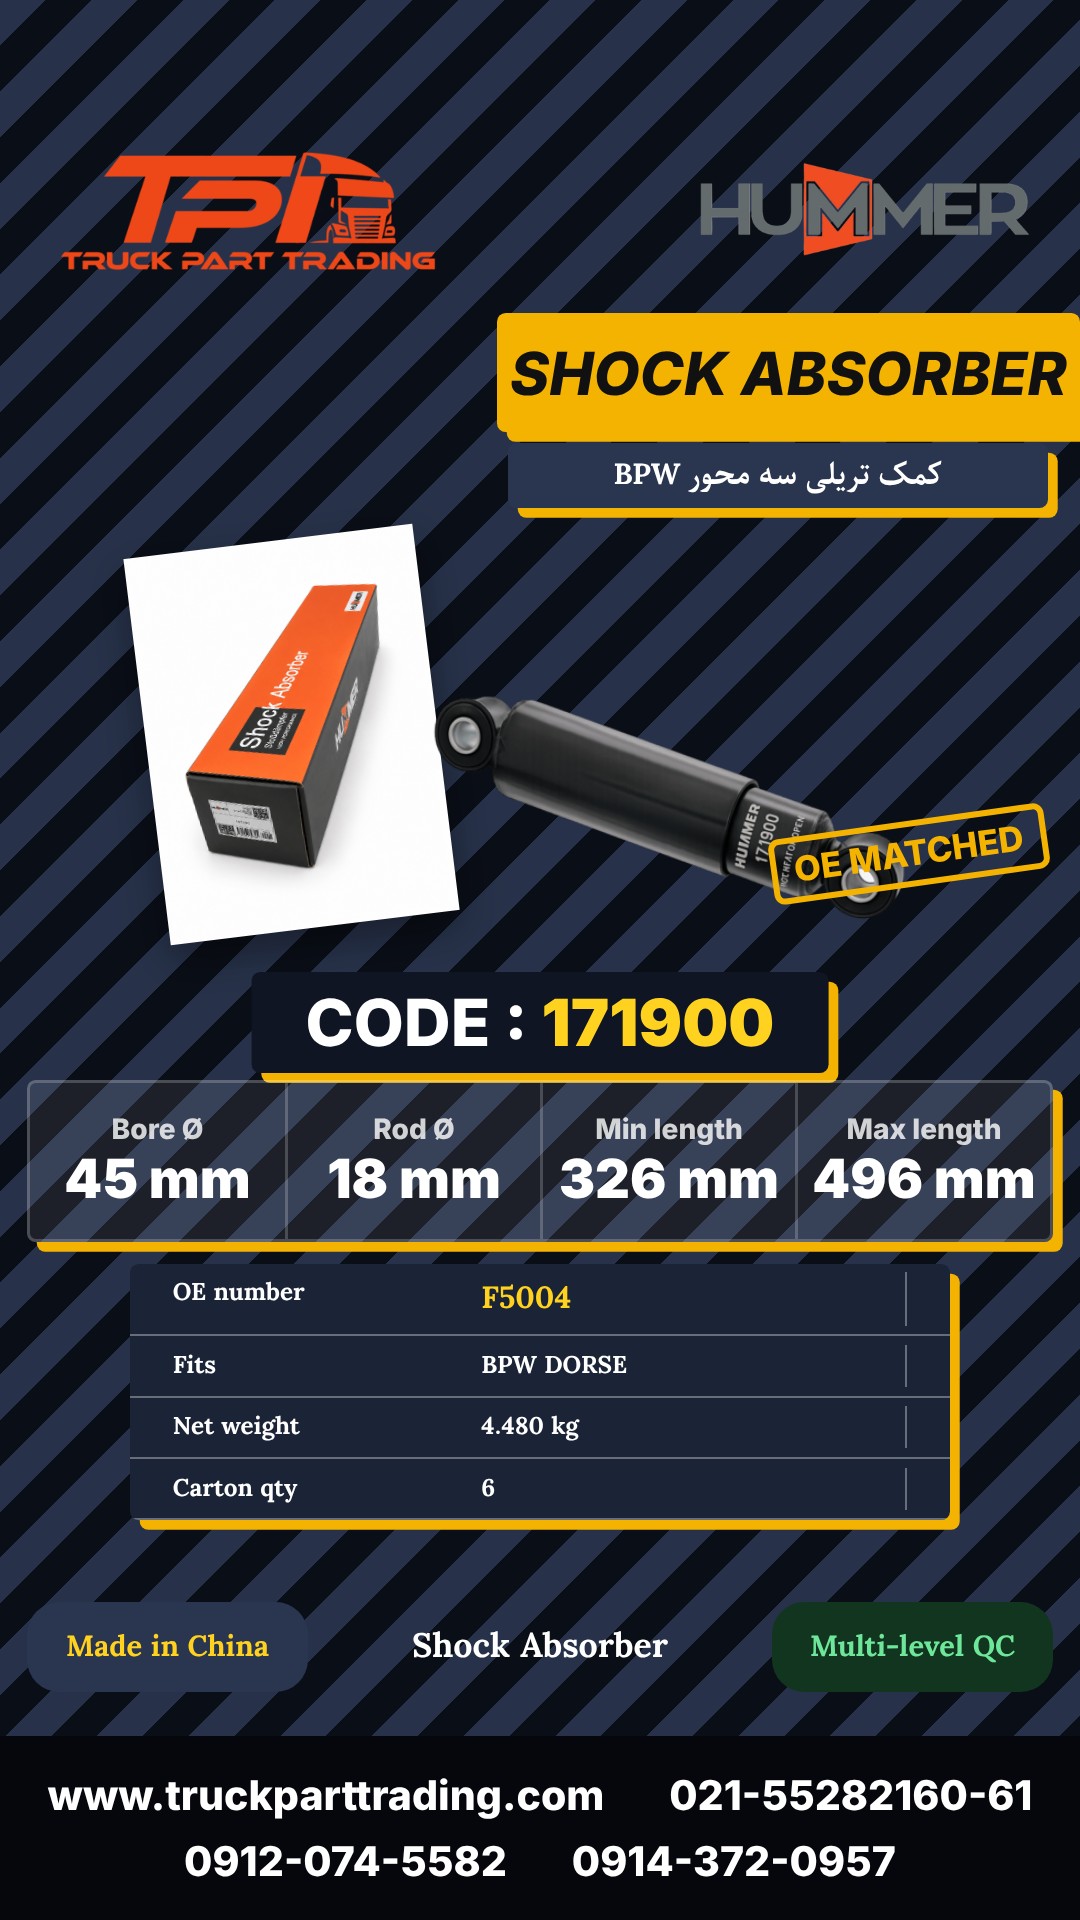 TPT
TRUCK PART TRADING
HUMMER
SHOCK ABSORBER
کمک تریلی سه محور BPW
Shock Absorber
Stoßdämpfer
HUMMER
HUMMER
171900
OE MATCHED
CODE : 171900
Bore Ø
45 mm
Rod Ø
18 mm
Min length
326 mm
Max length
496 mm
OE number F5004
Fits BPW DORSE
Net weight 4.480 kg
Carton qty 6
Made in China
Shock Absorber
Multi-level QC
www.truckparttrading.com 021-55282160-61
0912-074-5582 0914-372-0957